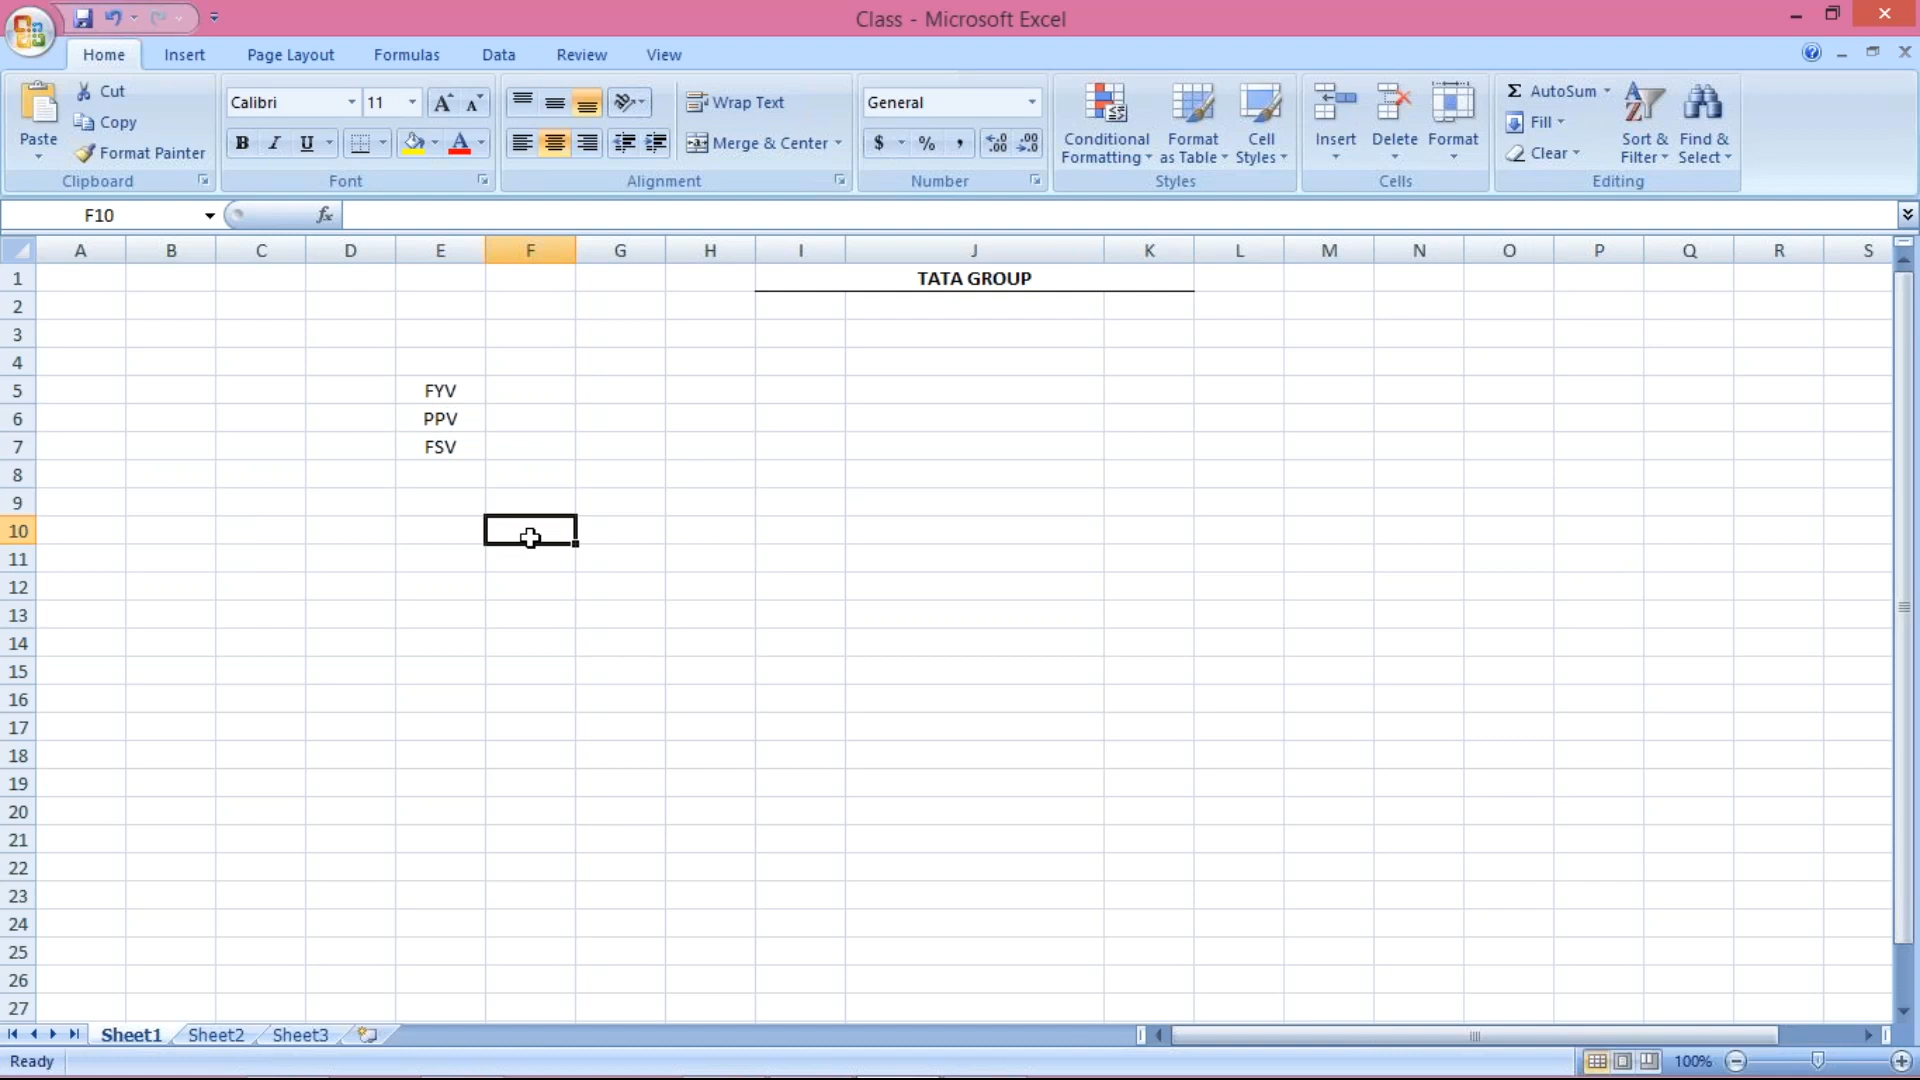 Class - Microsoft Excel
Home Insert Page Layout Formulas Data Review View
Paste
Cut
Copy
Format Painter
Clipboard
Calibri 11
B I U
Font
Wrap Text
Merge & Center
Alignment
General
$ % ,
Number
Conditional Formatting
Format as Table
Cell Styles
Styles
Insert Delete Format
Cells
Σ AutoSum
Fill
Clear
Sort & Filter
Find & Select
Editing
F10 fx
A B C D E F G H I J K L M N O P Q R S
1 TATA GROUP
2
3
4
5 FYV
6 PPV
7 FSV
8
9
10
11
12
13
14
15
16
17
18
19
20
21
22
23
24
25
26
27
Sheet1 Sheet2 Sheet3
Ready 100%